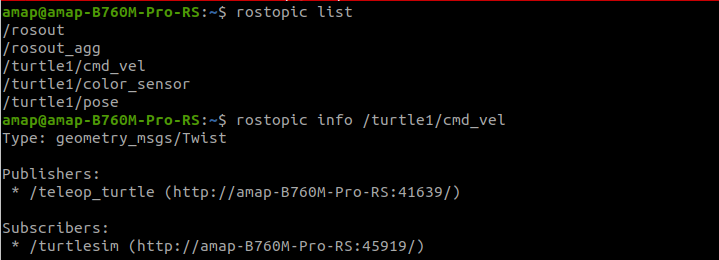 amap@amap-B760M-Pro-RS:~$ rostopic list
/rosout
/rosout_agg
/turtle1/cmd_vel
/turtle1/color_sensor
/turtle1/pose
amap@amap-B760M-Pro-RS:~$ rostopic info /turtle1/cmd_vel
Type: geometry_msgs/Twist
Publishers:
* /teleop_turtle (http://amap-B760M-Pro-RS:41639/)
Subscribers:
* /turtlesim (http://amap-B760M-Pro-RS:45919/)